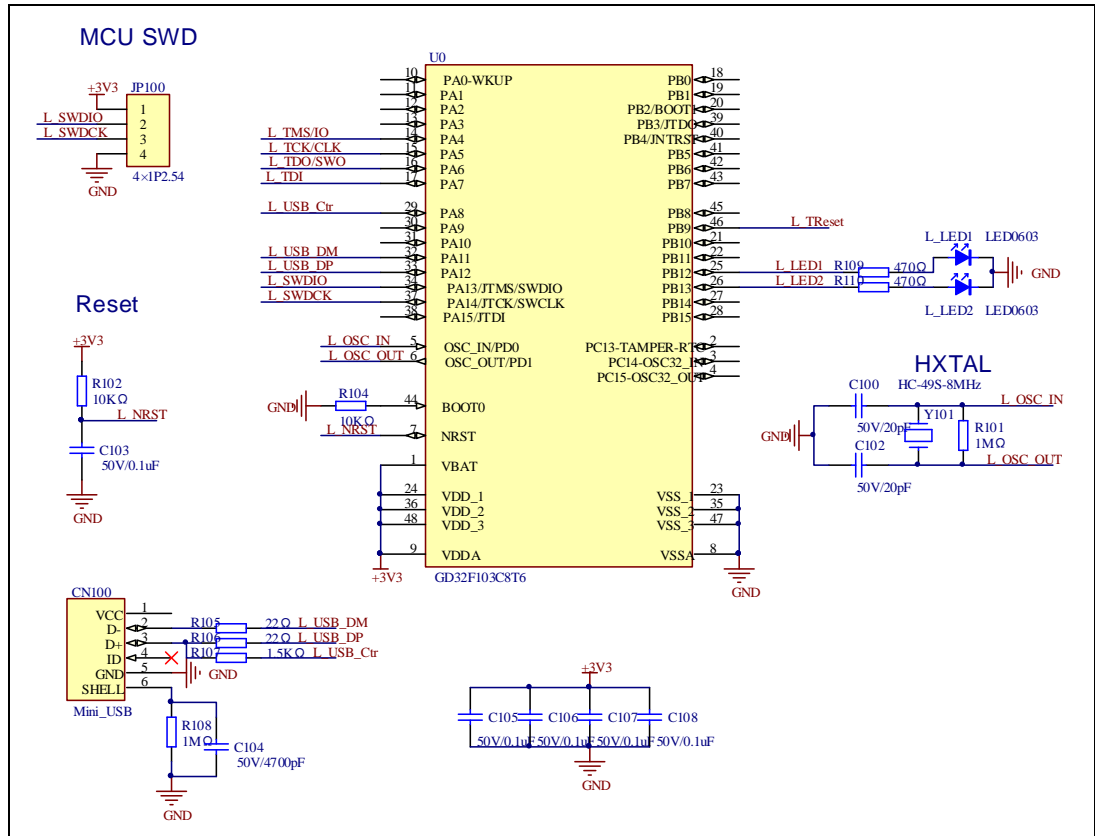 MCU SWD
+3V3
JP100
1
L_SWDIO
2
L_SWDCK
3
4
4×1P2.54
GND
Reset
+3V3
R102
10KΩ
L_NRST
C103
50V/0.1uF
GND
U0
10 PA0-WKUP
11 PA1
12 PA2
13 PA3
L_TMS/IO 14 PA4
L_TCK/CLK 15 PA5
L_TDO/SWO 16 PA6
L_TDI 17 PA7
L_USB_Ctr 29 PA8
30 PA9
31 PA10
L_USB_DM 32 PA11
L_USB_DP 33 PA12
L_SWDIO 34 PA13/JTMS/SWDIO
L_SWDCK 37 PA14/JTCK/SWCLK
38 PA15/JTDI
L_OSC_IN 5 OSC_IN/PD0
L_OSC_OUT 6 OSC_OUT/PD1
GND R104 10KΩ 44 BOOT0
L_NRST 7 NRST
1 VBAT
24 VDD_1
36 VDD_2
48 VDD_3
9 VDDA
+3V3
GD32F103C8T6
PB0 18
PB1 19
PB2/BOOT1 20
PB3/JTDO 39
PB4/JNTRST 40
PB5 41
PB6 42
PB7 43
PB8 45
PB9 46 L_TReset
PB10 21
PB11 22
PB12 25 L_LED1 R109 470Ω
PB13 26 L_LED2 R110 470Ω
PB14 27
PB15 28
PC13-TAMPER-RTC 2
PC14-OSC32_IN 3
PC15-OSC32_OUT 4
VSS_1 23
VSS_2 35
VSS_3 47
VSSA 8
GND
L_LED1 LED0603
GND
L_LED2 LED0603
HXTAL
HC-49S-8MHz
C100
50V/20pF
L_OSC_IN
Y101
R101
1MΩ
GND
C102
50V/20pF
L_OSC_OUT
CN100
VCC 1
D- 2 R105 22Ω L_USB_DM
D+ 3 R106 22Ω L_USB_DP
ID 4 R107 1.5KΩ L_USB_Ctr
GND 5 GND
SHELL 6
Mini_USB
R108
1MΩ
C104
50V/4700pF
GND
+3V3
C105 C106 C107 C108
50V/0.1uF 50V/0.1uF 50V/0.1uF 50V/0.1uF
GND